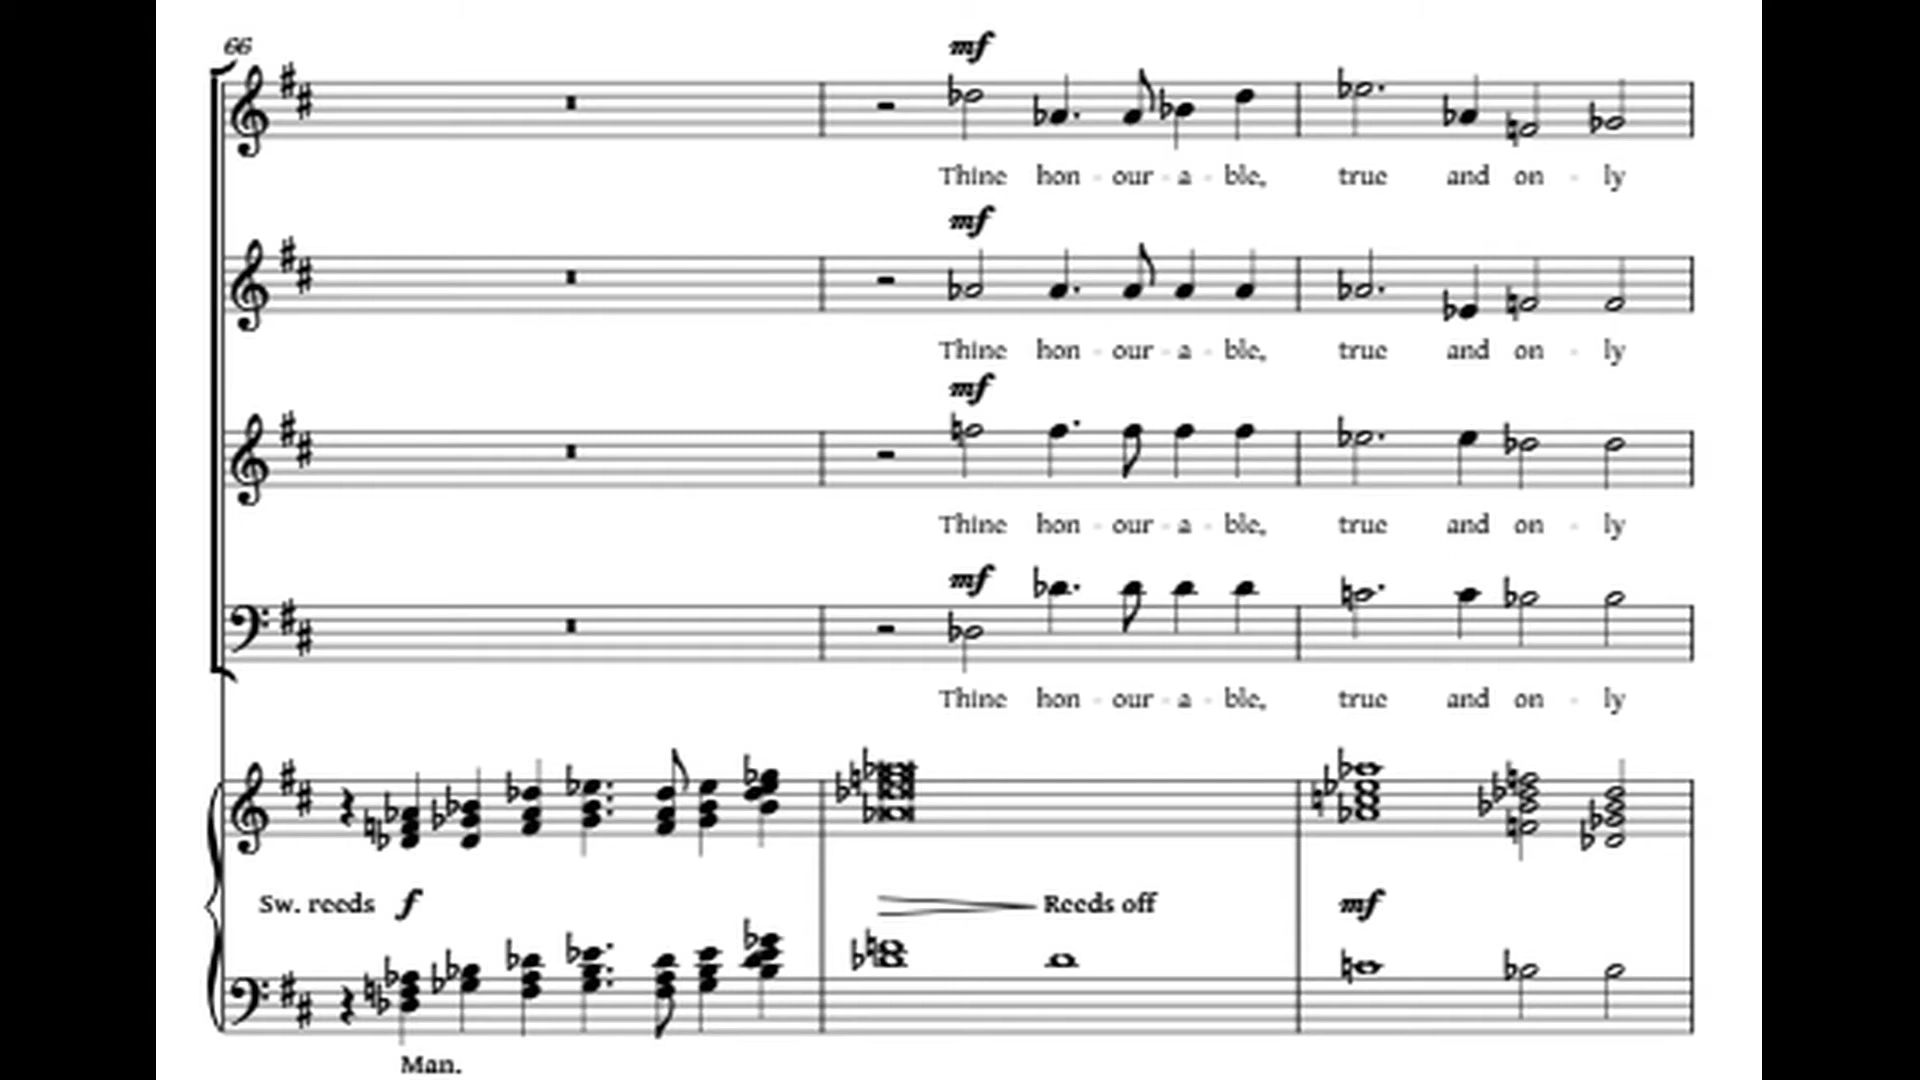 66
mf
Thine hon - our - a - ble, true and on - ly
mf
Thine hon - our - a - ble, true and on - ly
mf
Thine hon - our - a - ble, true and on - ly
mf
Thine hon - our - a - ble, true and on - ly
Sw. reeds f Reeds off mf
Man.